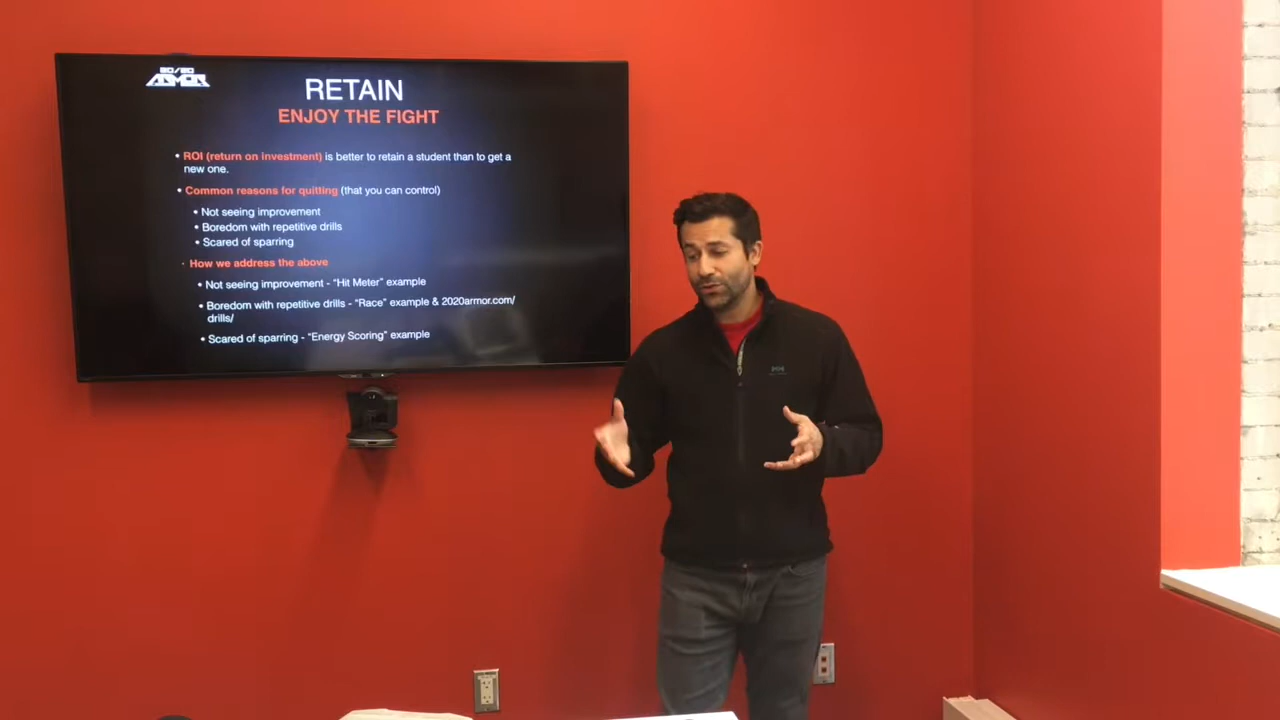 20/20
ARMOR
RETAIN
ENJOY THE FIGHT
• ROI (return on investment) is better to retain a student than to get a
new one.
• Common reasons for quitting (that you can control)
• Not seeing improvement
• Boredom with repetitive drills
• Scared of sparring
· How we address the above
• Not seeing improvement - “Hit Meter” example
• Boredom with repetitive drills - “Race” example & 2020armor.com/
drills/
• Scared of sparring - “Energy Scoring” example
HH